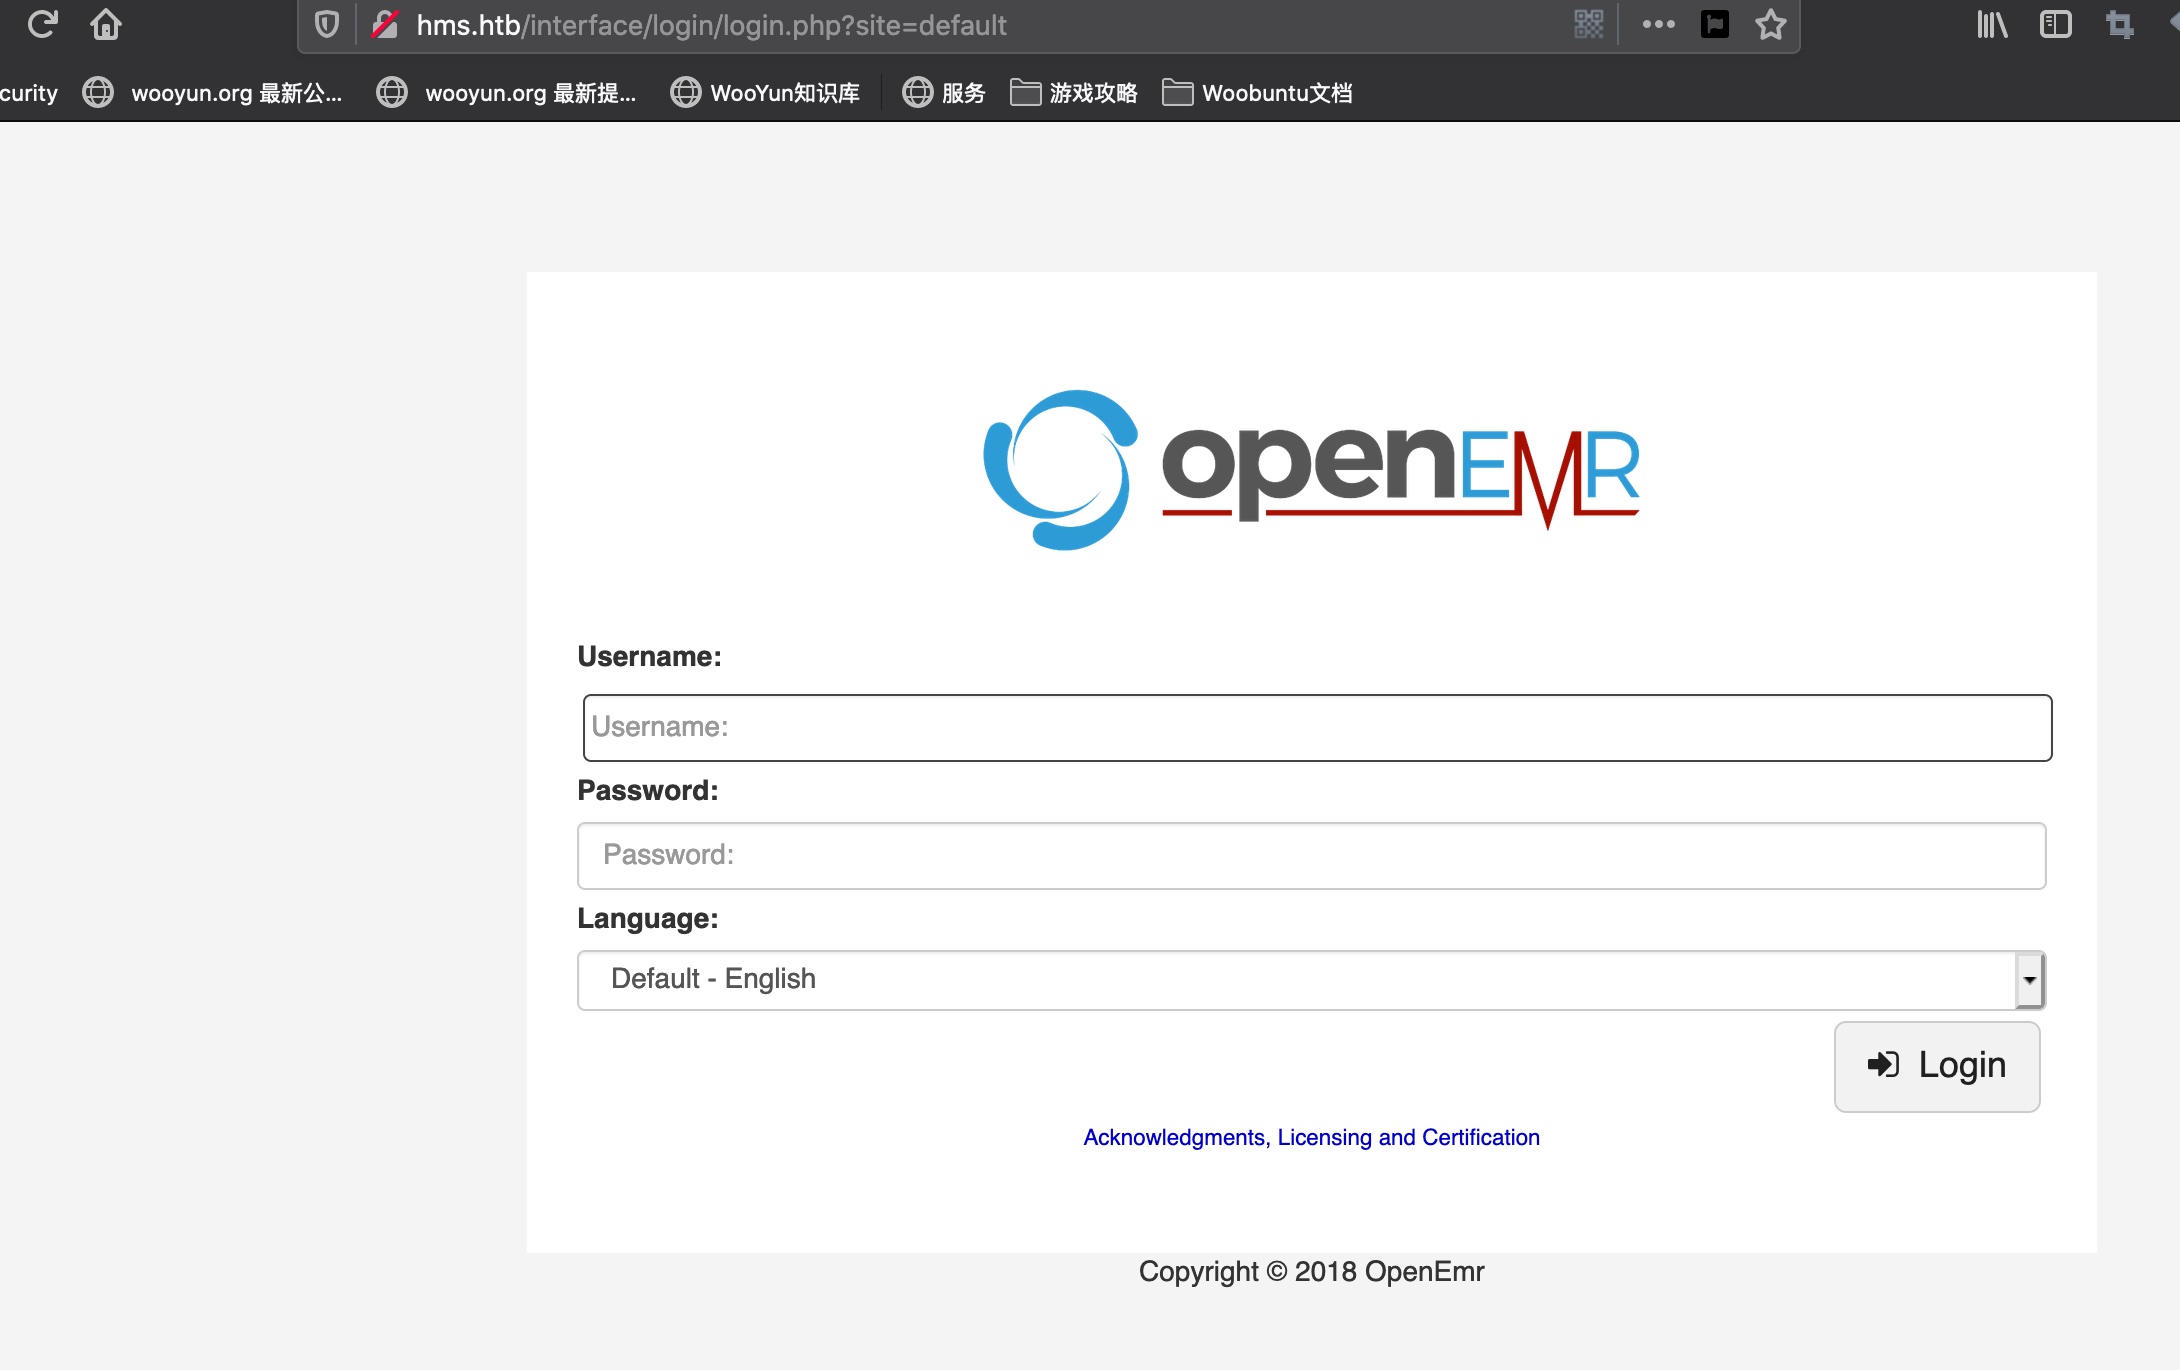 hms.htb/interface/login/login.php?site=default
curity wooyun.org 最新公... wooyun.org 最新提... WooYun知识库 服务 游戏攻略 Woobuntu文档
openEMR
Username:
Username:
Password:
Password:
Language:
Default - English
Login
Acknowledgments, Licensing and Certification
Copyright © 2018 OpenEmr